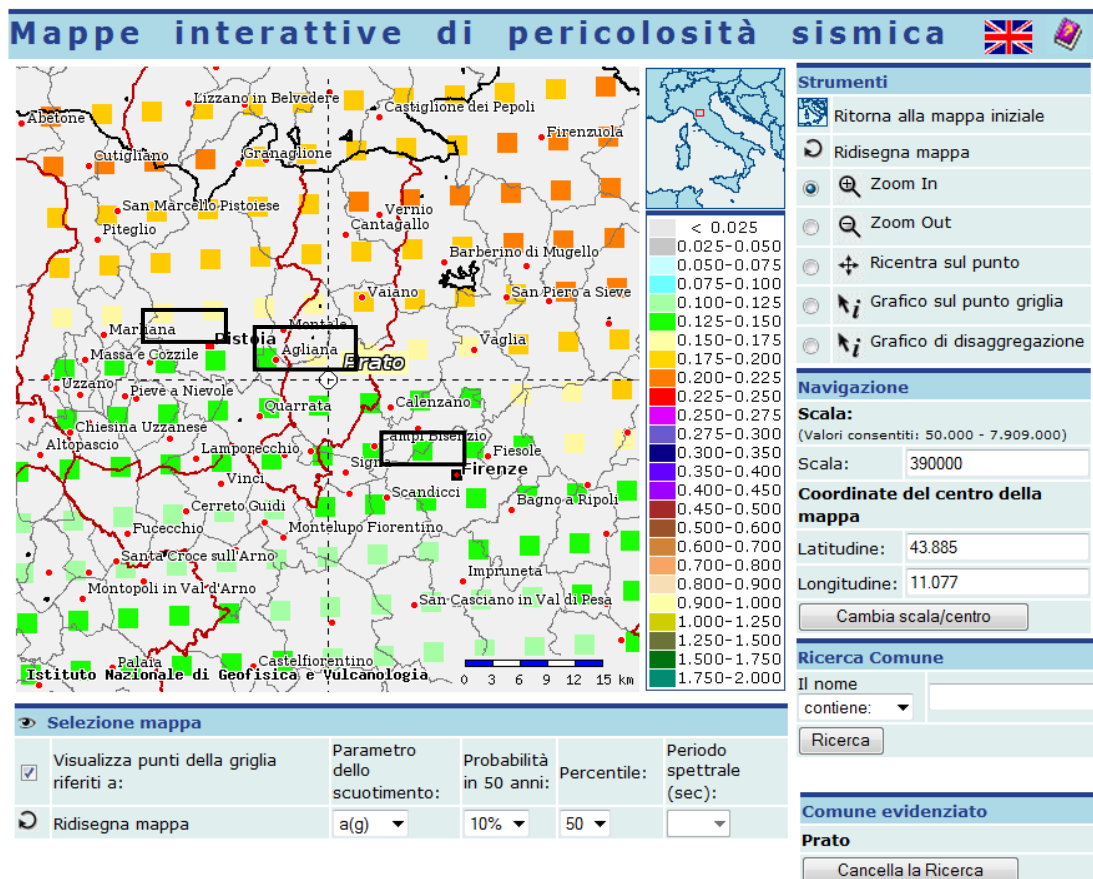 Mappe interattive di pericolosità sismica
Lizzano in Belvedere
Castiglione dei Pepoli
Abetone
Firenzuola
Cutigliano
Granaglione
San Marcello Pistoiese
Vernio
Piteglio
Cantagallo
Barberino di Mugello
Vaiano
San Piero a Sieve
Marliana
Montale
Pistoia
Vaglia
Massa e Cozzile
Agliana
Prato
Uzzano
Pieve a Nievole
Quarrata
Calenzano
Chiesina Uzzanese
Campi Bisenzio
Altopascio
Lamporecchio
Fiesole
Signa
Firenze
Vinci
Scandicci
Bagno a Ripoli
Cerreto Guidi
Fucecchio
Montelupo Fiorentino
Santa Croce sull'Arno
Impruneta
Montopoli in Val d'Arno
San Casciano in Val di Pesa
Palaia
Castelfiorentino
Istituto Nazionale di Geofisica e Vulcanologia
0 3 6 9 12 15 km
< 0.025
0.025-0.050
0.050-0.075
0.075-0.100
0.100-0.125
0.125-0.150
0.150-0.175
0.175-0.200
0.200-0.225
0.225-0.250
0.250-0.275
0.275-0.300
0.300-0.350
0.350-0.400
0.400-0.450
0.450-0.500
0.500-0.600
0.600-0.700
0.700-0.800
0.800-0.900
0.900-1.000
1.000-1.250
1.250-1.500
1.500-1.750
1.750-2.000
Strumenti
Ritorna alla mappa iniziale
Ridisegna mappa
Zoom In
Zoom Out
Ricentra sul punto
Grafico sul punto griglia
Grafico di disaggregazione
Navigazione
Scala:
(Valori consentiti: 50.000 - 7.909.000)
Scala: 390000
Coordinate del centro della
mappa
Latitudine: 43.885
Longitudine: 11.077
Cambia scala/centro
Ricerca Comune
Il nome
contiene:
Ricerca
Comune evidenziato
Prato
Cancella la Ricerca
Selezione mappa
Visualizza punti della griglia
riferiti a:
Parametro
dello
scuotimento:
Probabilità
in 50 anni:
Percentile:
Periodo
spettrale
(sec):
Ridisegna mappa a(g) 10% 50